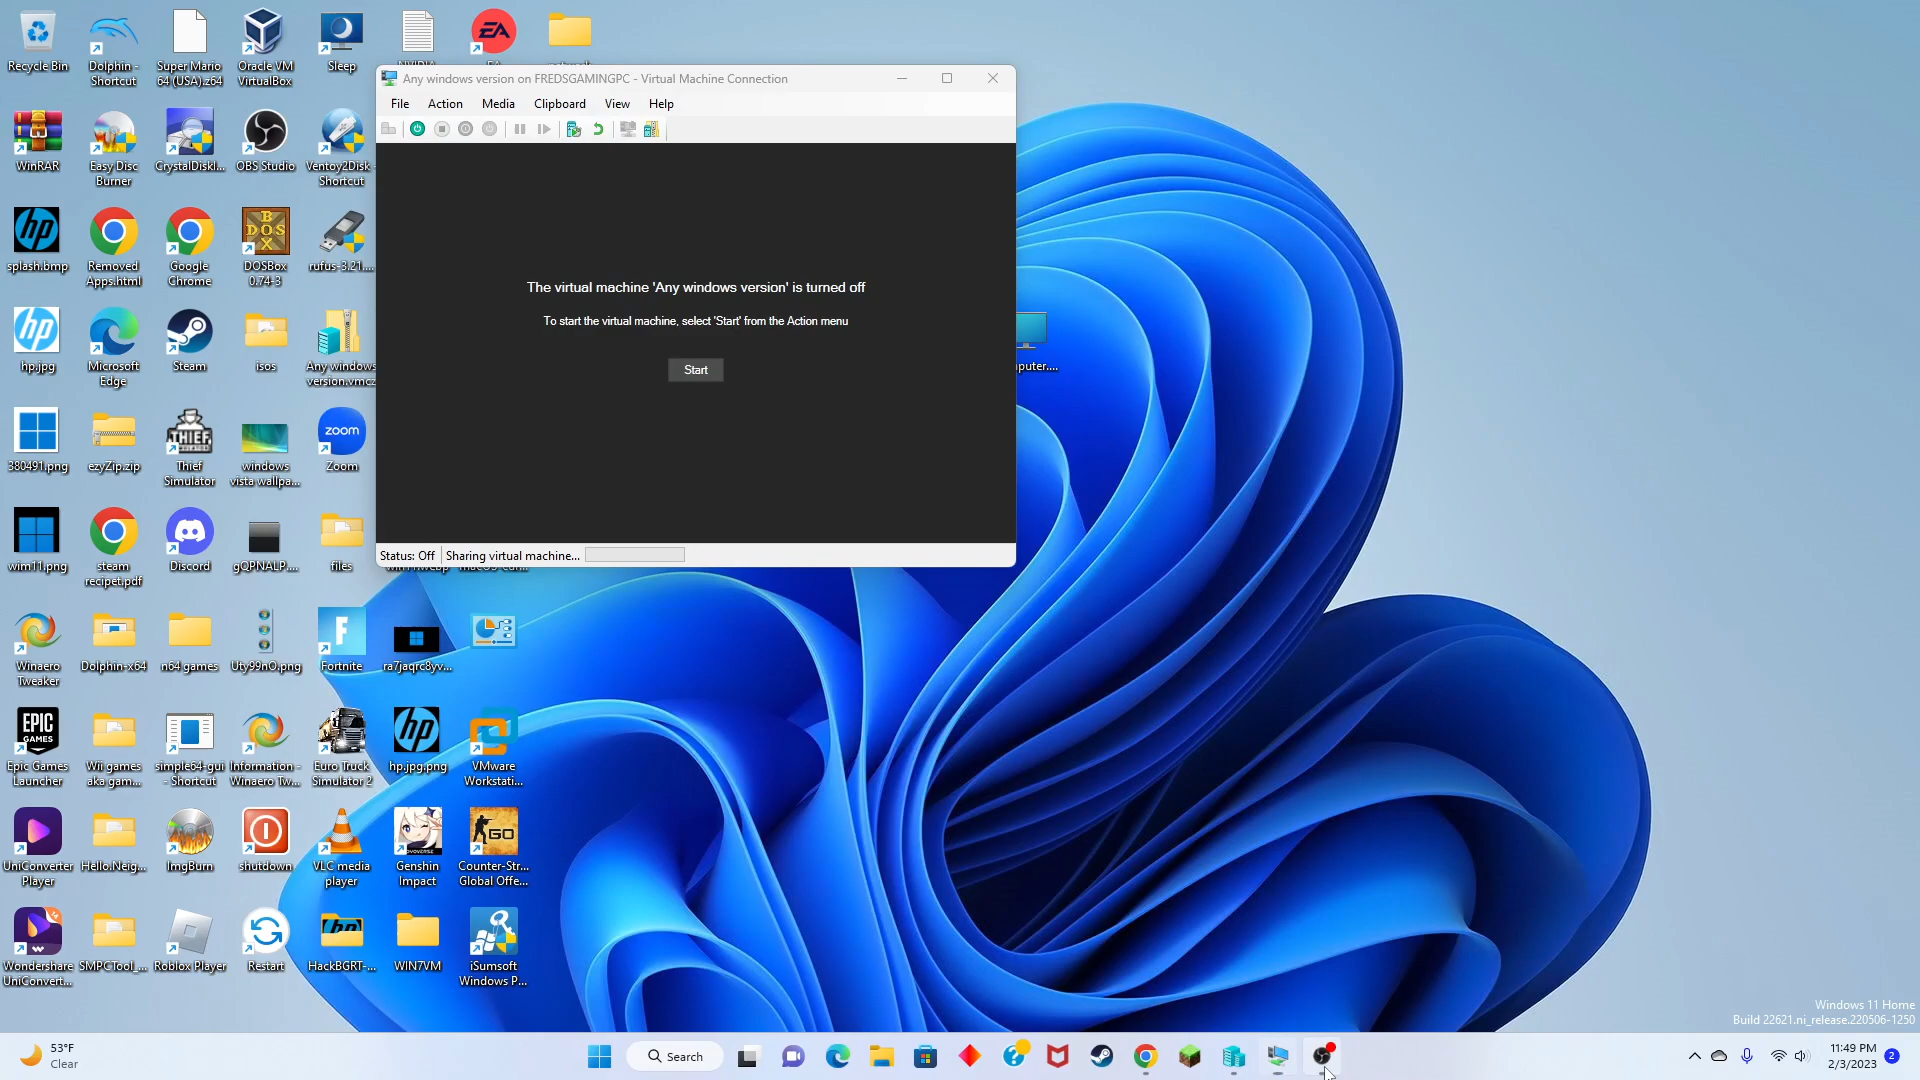 Recycle Bin
Dolphin -
Shortcut
Super Mario
64 (USA).z64
Oracle VM
VirtualBox
Sleep
EA
Any windows version on FREDSGAMINGPC - Virtual Machine Connection
File Action Media Clipboard View Help
The virtual machine 'Any windows version' is turned off
To start the virtual machine, select 'Start' from the Action menu
Start
Status: Off
Sharing virtual machine...
WinRAR
Easy Disc
Burner
CrystalDiskI...
OBS Studio
Ventoy2Disk -
Shortcut
hp
splash.bmp
Removed
Apps.html
Google
Chrome
DOSBox
0.74-3
rufus-3.21....
hp
hp.jpg
Microsoft
Edge
Steam
isos
Any windows
version.vmcz
puter....
380491.png
ezyZip.zip
THIEF
Thief
Simulator
windows
vista wallpa...
zoom
Zoom
wim11.png
steam
recipet.pdf
Discord
gQPNALP....
files
Winaero
Tweaker
Dolphin-x64
n64 games
Uty99nO.png
F
Fortnite
ra7jaqrc8yv...
EPIC
GAMES
Epic Games
Launcher
Wii games
aka gam...
simple64-gui
- Shortcut
Information -
Winaero Tw...
Euro Truck
Simulator 2
hp
hp.jpg.png
VMware
Workstati...
UniConverter
Player
Hello.Neig...
ImgBurn
shutdown
VLC media
player
Genshin
Impact
GO
Counter-Str...
Global Offe...
Wondershare
UniConvert...
SMPCTool_...
Roblox Player
Restart
HackBGRT-...
WIN7VM
iSumsoft
Windows P...
Windows 11 Home
Build 22621.ni_release.220506-1250
53°F
Clear
Search
11:49 PM
2/3/2023
2